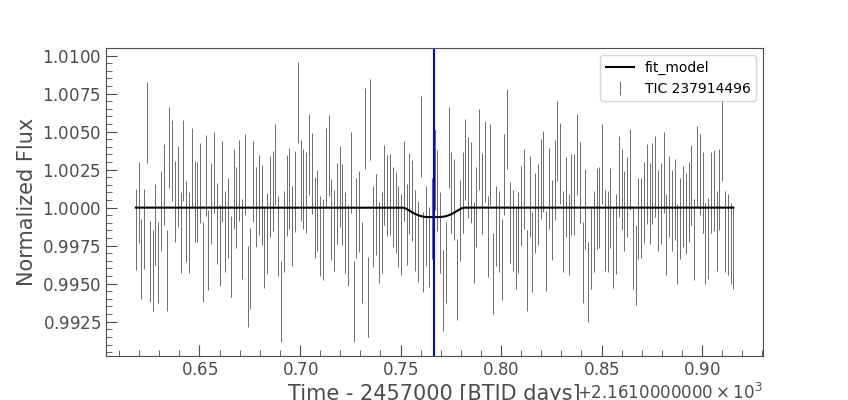 1.0100
1.0075
1.0050
1.0025
1.0000
0.9975
0.9950
0.9925
Normalized Flux
fit_model
TIC 237914496
0.65 0.70 0.75 0.80 0.85 0.90
Time - 2457000 [BTJD days]
+2.1610000000 × 10³